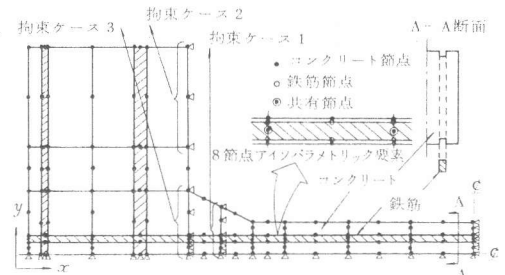 拘束ケース2
拘束ケース3
拘束ケース1
A－A断面
• コンクリート節点
○ 鉄筋節点
◉ 共有節点
8節点アイソパラメトリック要素
コンクリート
鉄筋
A
A
y
x
℄
℄